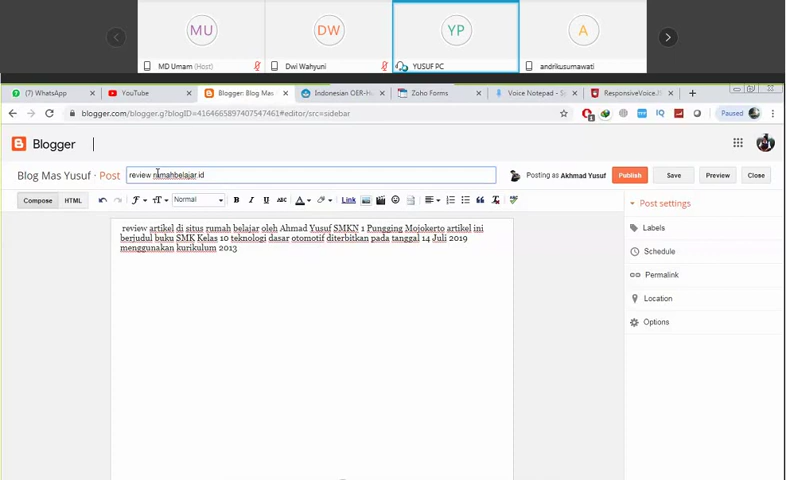 MU
DW
YP
A
MD Umam (Host)
Dwi Wahyuni
YUSUF PC
andrikusumawati
(7) WhatsApp
YouTube
Blogger: Blog Mas
Indonesian OER-H
Zoho Forms
Voice Notepad - S
ResponsiveVoice.J
blogger.com/blogger.g?blogID=4164665897407547461#editor/src=sidebar
Paused
Blogger
Blog Mas Yusuf · Post
review rumahbelajar.id
Posting as Akhmad Yusuf
Publish
Save
Preview
Close
Compose
HTML
Normal
B I U ABC
Link
review artikel di situs rumah belajar oleh Ahmad Yusuf SMKN 1 Pungging Mojokerto artikel ini
berjudul buku SMK Kelas 10 teknologi dasar otomotif diterbitkan pada tanggal 14 Juli 2019
menggunakan kurikulum 2013
Post settings
Labels
Schedule
Permalink
Location
Options